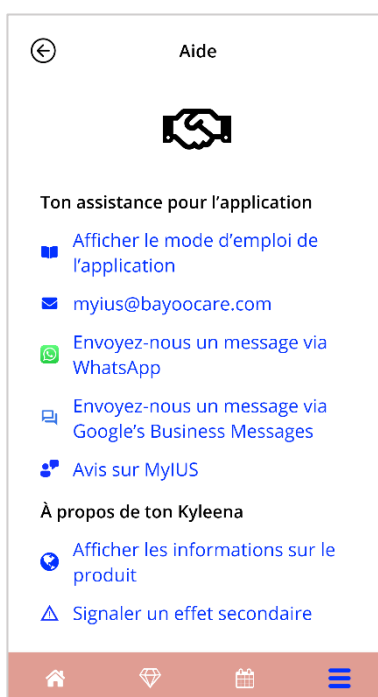 Aide
Ton assistance pour l’application
Afficher le mode d’emploi de
l’application
myius@bayoocare.com
Envoyez-nous un message via
WhatsApp
Envoyez-nous un message via
Google’s Business Messages
Avis sur MyIUS
À propos de ton Kyleena
Afficher les informations sur le
produit
Signaler un effet secondaire